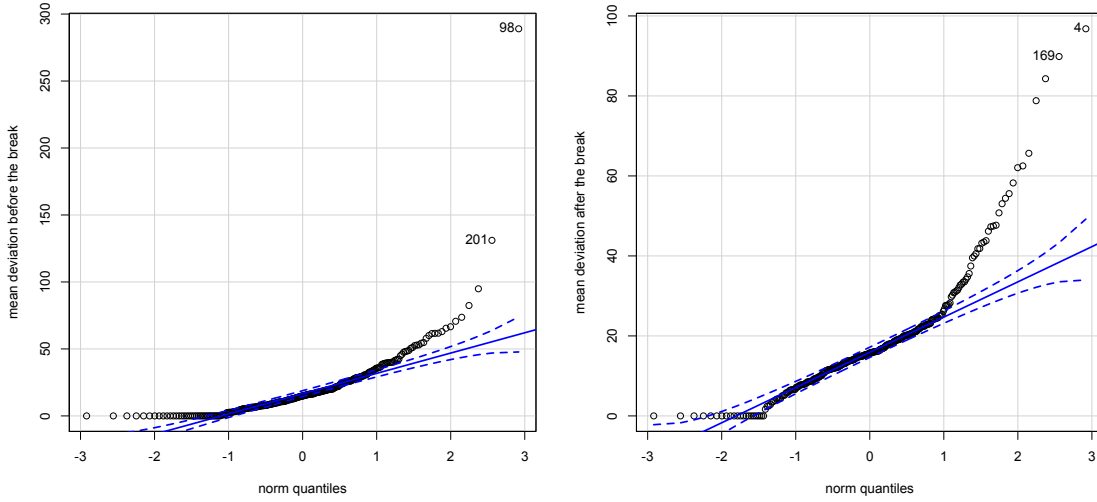 mean deviation before the break
300
250
200
150
100
50
0
98
201
-3 -2 -1 0 1 2 3
norm quantiles
mean deviation after the break
100
80
60
40
20
0
4
169
-3 -2 -1 0 1 2 3
norm quantiles